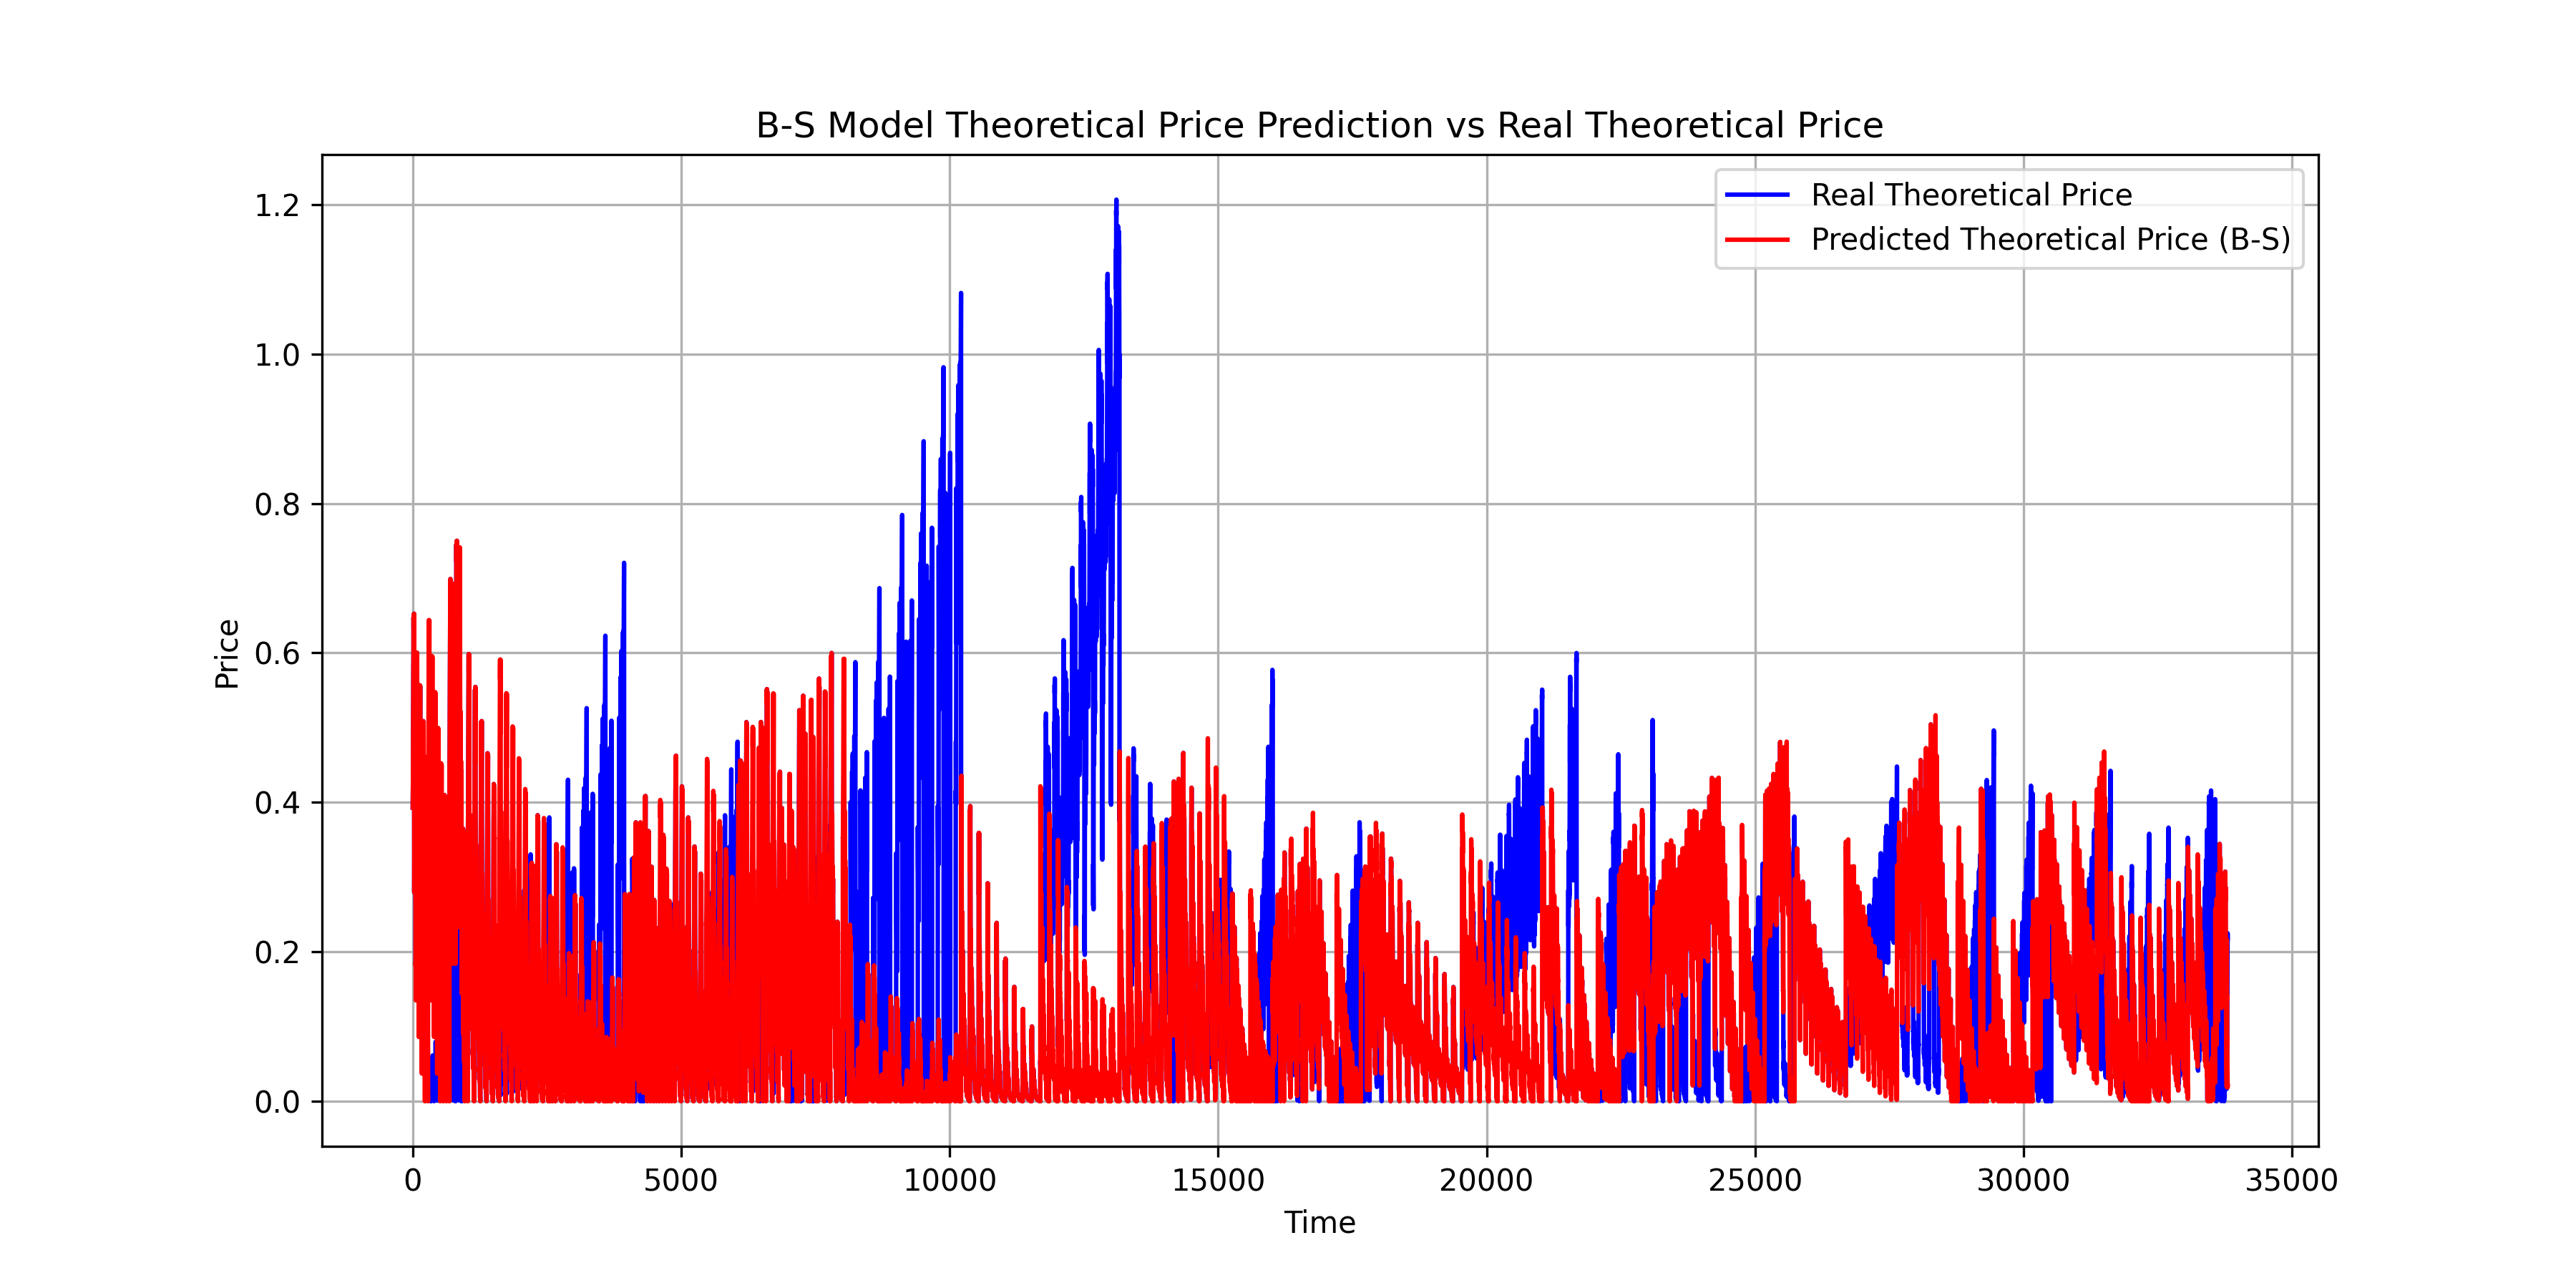 B-S Model Theoretical Price Prediction vs Real Theoretical Price
Real Theoretical Price
Predicted Theoretical Price (B-S)
Price
1.2
1.0
0.8
0.6
0.4
0.2
0.0
0 5000 10000 15000 20000 25000 30000 35000
Time